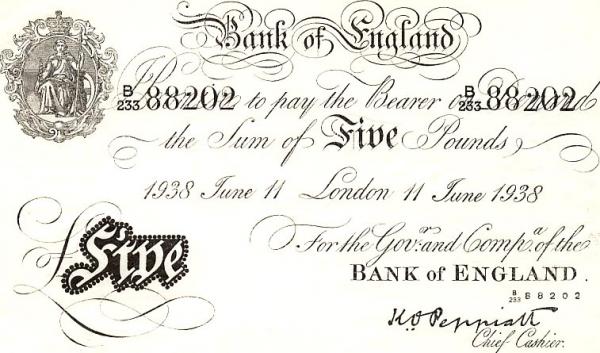 Bank of England
B/233 88202 B/233 88202
to pay the Bearer on Demand
the Sum of Five Pounds
1938 June 11 London 11 June 1938
For the Govr. and Compa. of the
BANK of ENGLAND.
B/233 88202
£Five
K O Peppiatt
Chief Cashier.